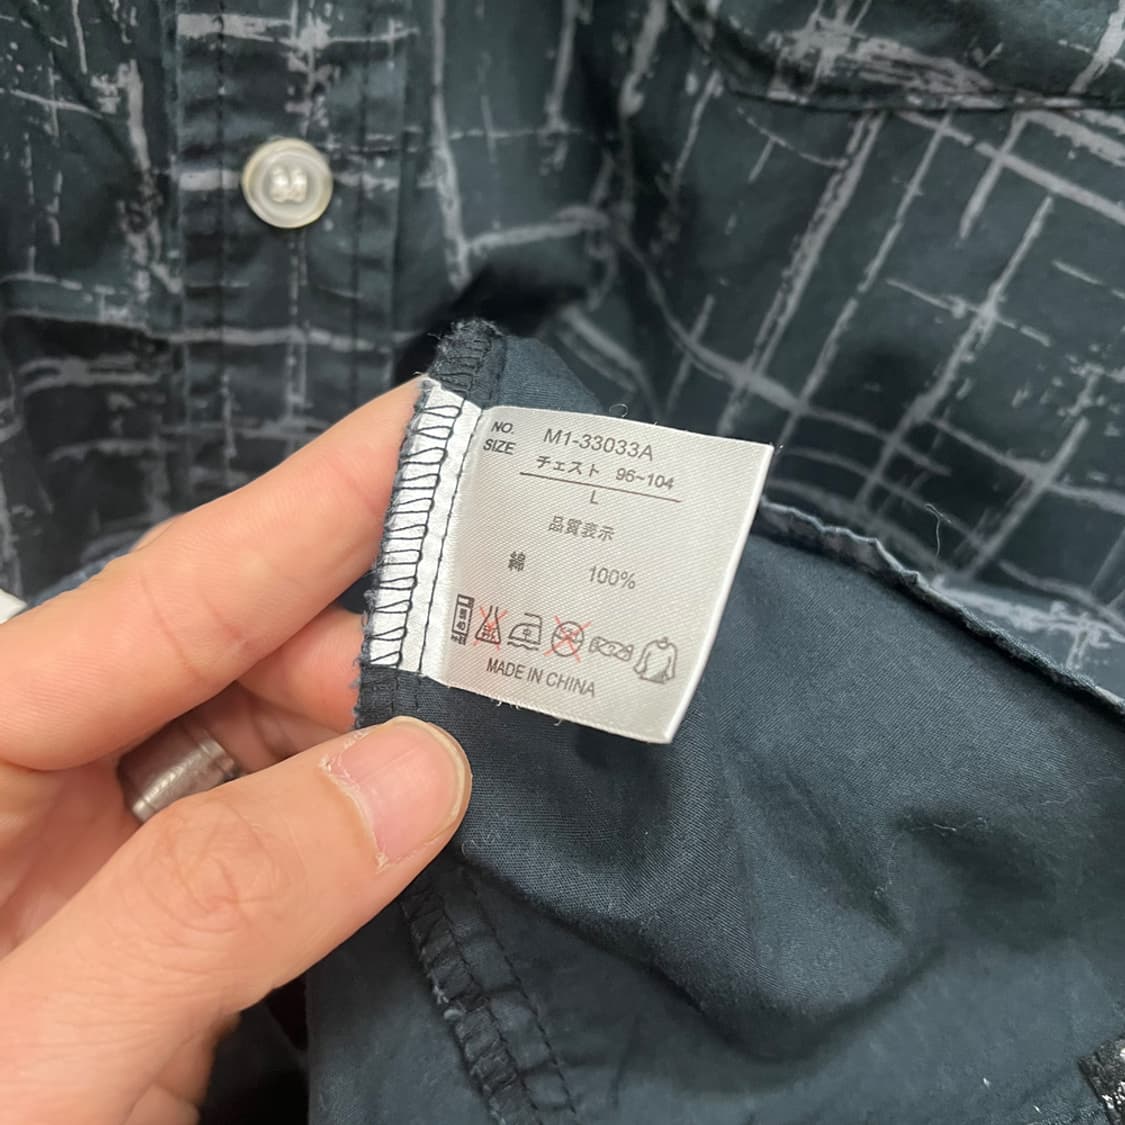 NO. M1-33033A
SIZE チェスト 96~104
L
品質表示
綿 100%
中
MADE IN CHINA